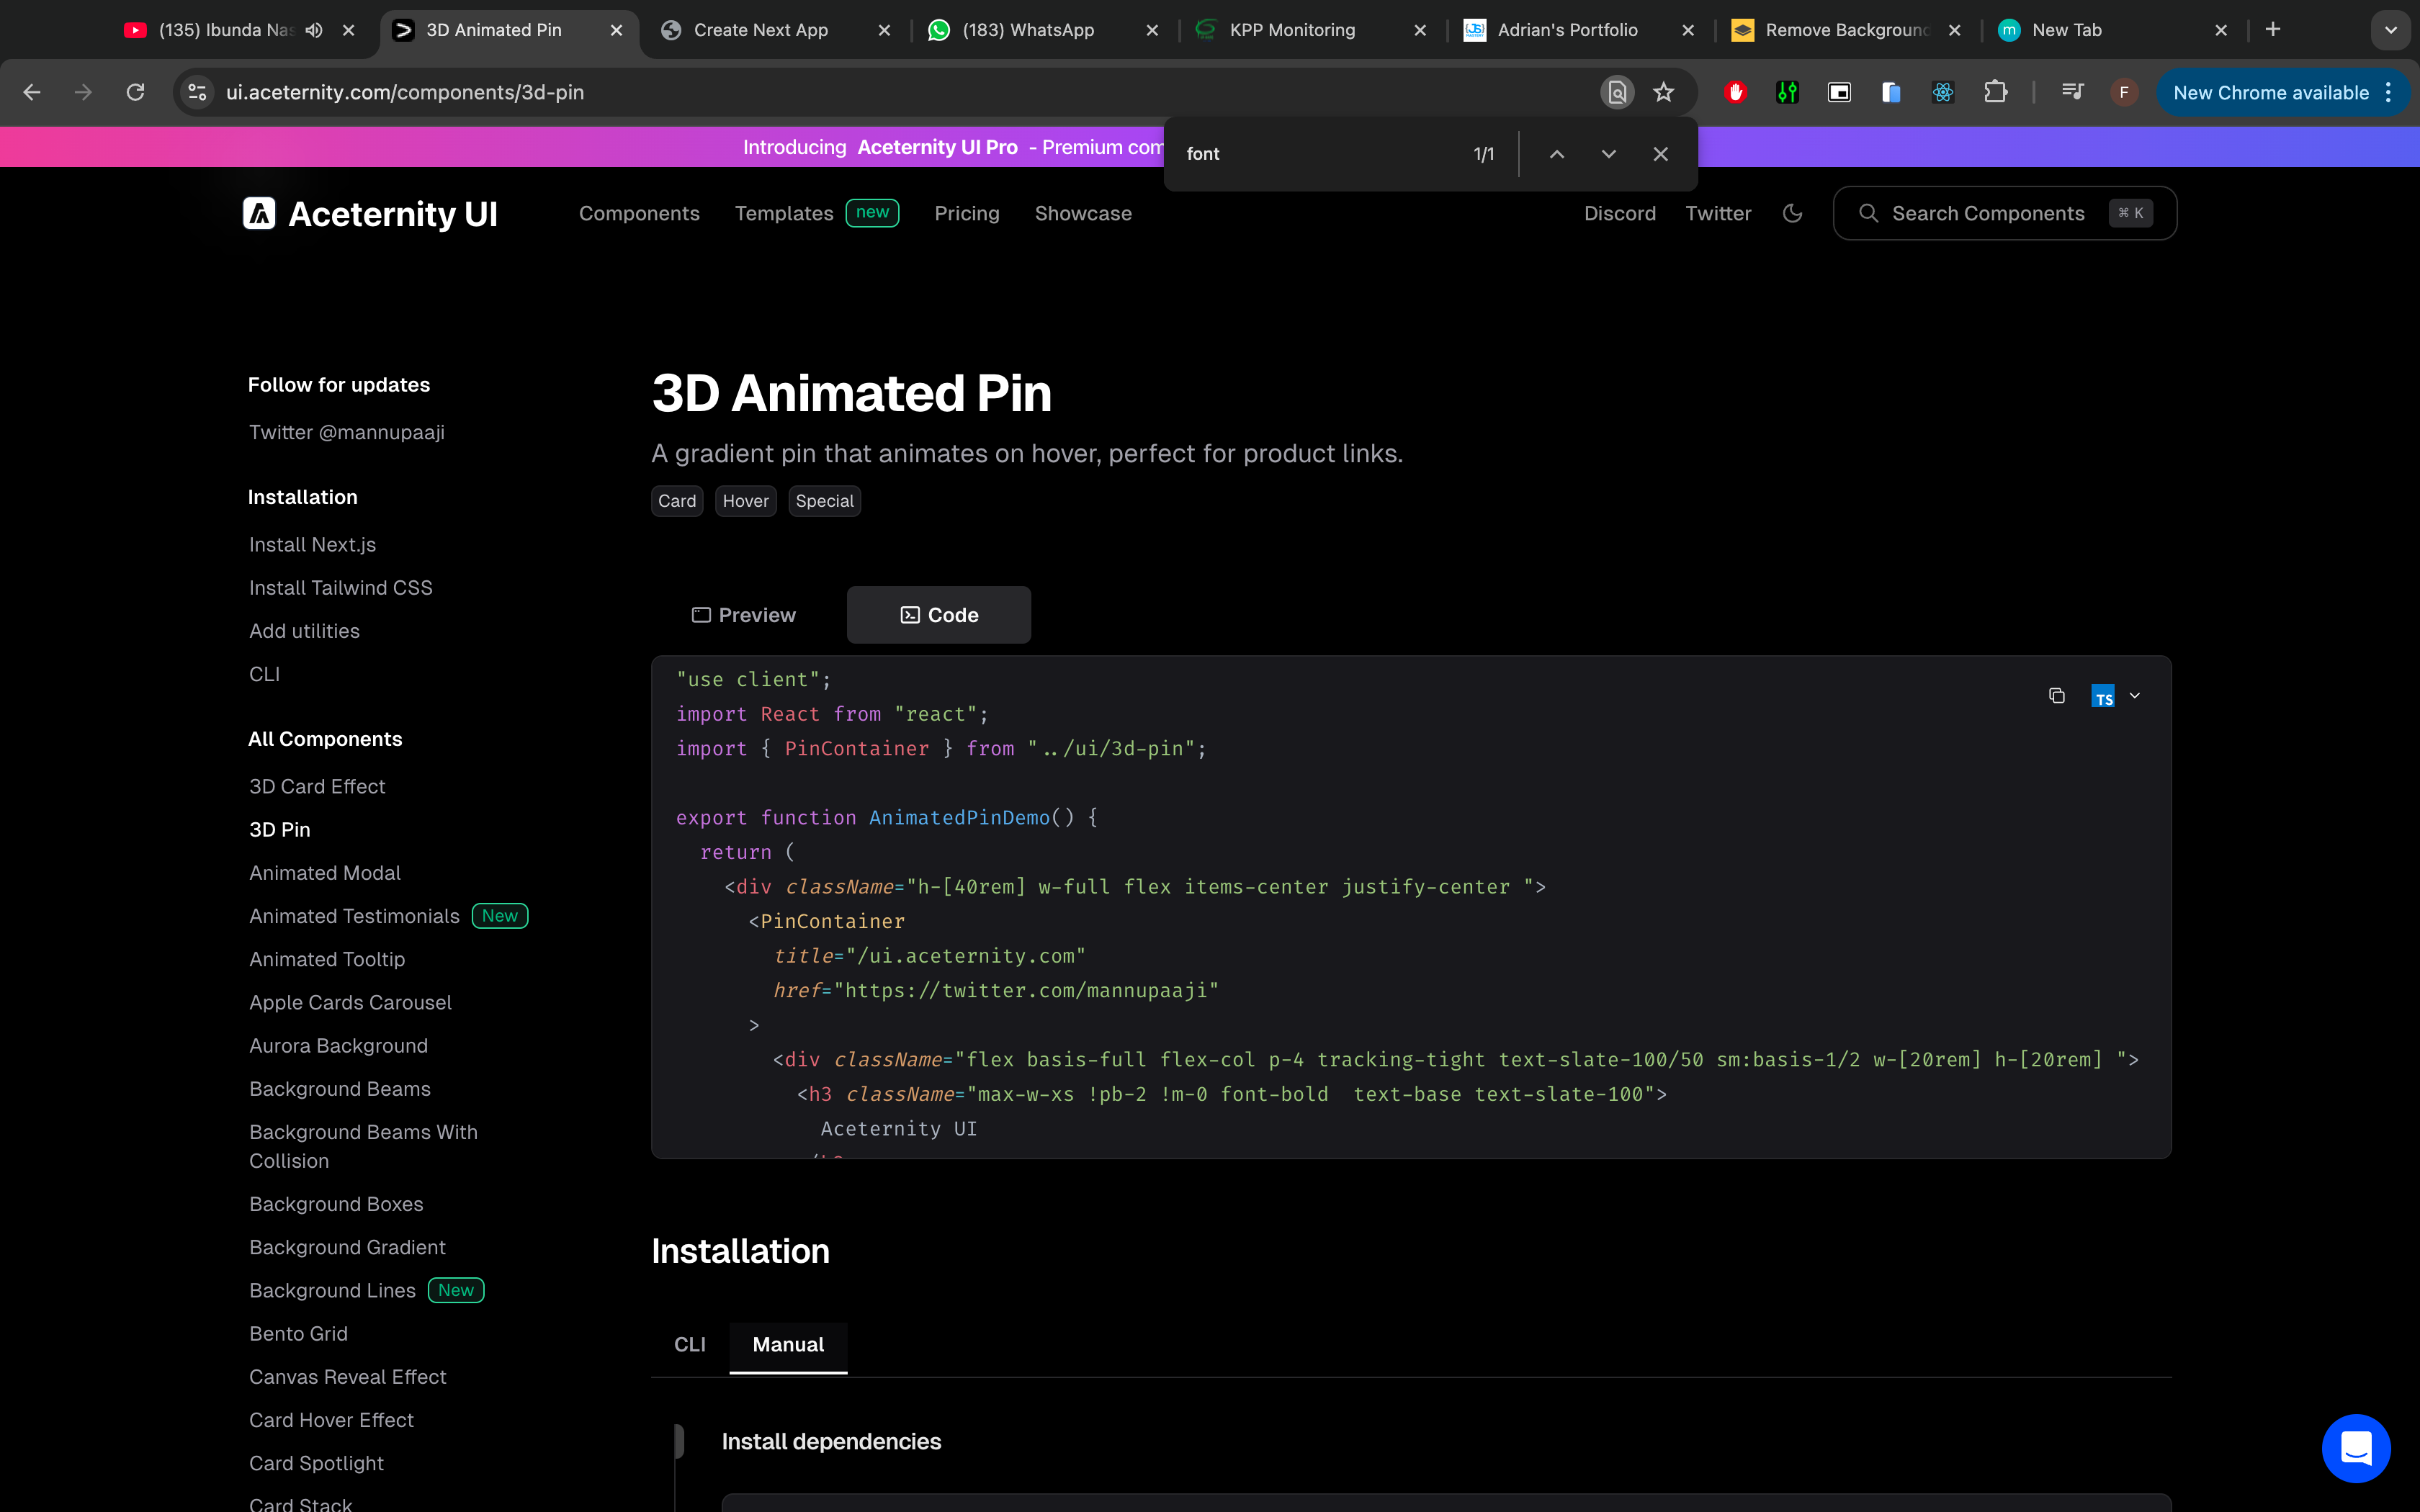 (135) Ibunda Nas
3D Animated Pin
Create Next App
(183) WhatsApp
KPP Monitoring
Adrian's Portfolio
Remove Background
New Tab
ui.aceternity.com/components/3d-pin
F
New Chrome available
Introducing Aceternity UI Pro - Premium com
font
1/1
Aceternity UI
Components
Templates
new
Pricing
Showcase
Discord
Twitter
Search Components
⌘ K
Follow for updates
Twitter @mannupaaji
Installation
Install Next.js
Install Tailwind CSS
Add utilities
CLI
All Components
3D Card Effect
3D Pin
Animated Modal
Animated Testimonials New
Animated Tooltip
Apple Cards Carousel
Aurora Background
Background Beams
Background Beams With
Collision
Background Boxes
Background Gradient
Background Lines New
Bento Grid
Canvas Reveal Effect
Card Hover Effect
Card Spotlight
Card Stack
3D Animated Pin
A gradient pin that animates on hover, perfect for product links.
Card
Hover
Special
Preview
Code
TS
"use client";
import React from "react";
import { PinContainer } from "../ui/3d-pin";
export function AnimatedPinDemo() {
return (
<div className="h-[40rem] w-full flex items-center justify-center ">
<PinContainer
title="/ui.aceternity.com"
href="https://twitter.com/mannupaaji"
>
<div className="flex basis-full flex-col p-4 tracking-tight text-slate-100/50 sm:basis-1/2 w-[20rem] h-[20rem] ">
<h3 className="max-w-xs !pb-2 !m-0 font-bold  text-base text-slate-100">
Aceternity UI
Installation
CLI
Manual
Install dependencies